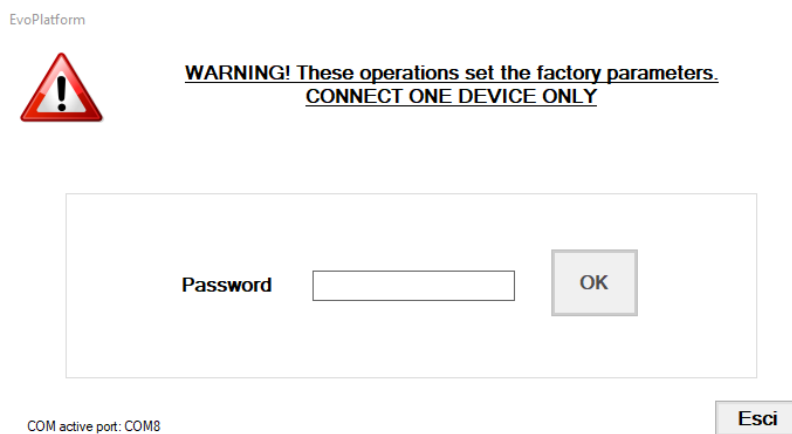 EvoPlatform
WARNING! These operations set the factory parameters.
CONNECT ONE DEVICE ONLY
Password
OK
COM active port: COM8
Esci